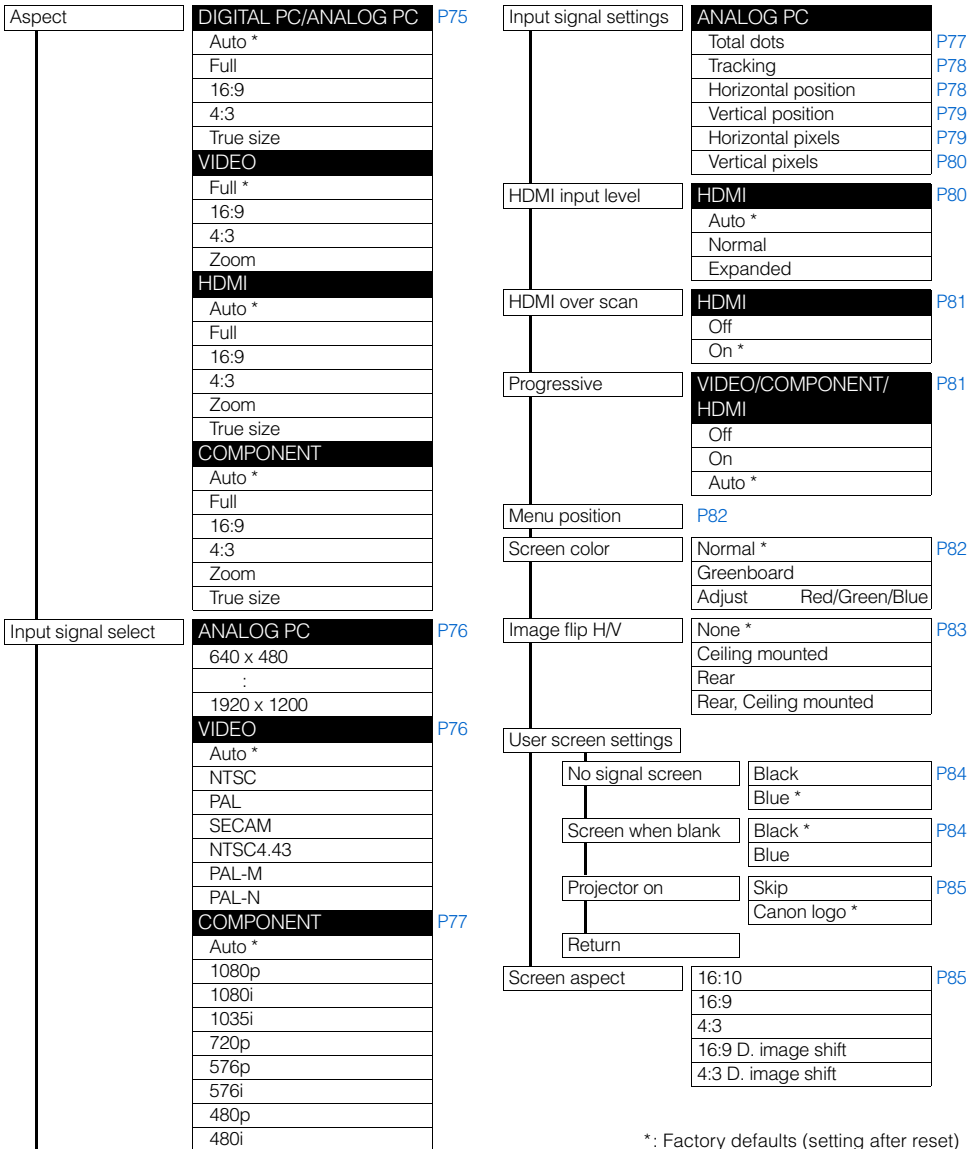 Aspect
DIGITAL PC/ANALOG PC P75
Auto *
Full
16:9
4:3
True size
VIDEO
Full *
16:9
4:3
Zoom
HDMI
Auto *
Full
16:9
4:3
Zoom
True size
COMPONENT
Auto *
Full
16:9
4:3
Zoom
True size
Input signal select
ANALOG PC P76
640 x 480
:
1920 x 1200
VIDEO P76
Auto *
NTSC
PAL
SECAM
NTSC4.43
PAL-M
PAL-N
COMPONENT P77
Auto *
1080p
1080i
1035i
720p
576p
576i
480p
480i
Input signal settings
ANALOG PC
Total dots P77
Tracking P78
Horizontal position P78
Vertical position P79
Horizontal pixels P79
Vertical pixels P80
HDMI input level
HDMI P80
Auto *
Normal
Expanded
HDMI over scan
HDMI P81
Off
On *
Progressive
VIDEO/COMPONENT/ P81
HDMI
Off
On
Auto *
Menu position P82
Screen color
Normal * P82
Greenboard
Adjust Red/Green/Blue
Image flip H/V
None * P83
Ceiling mounted
Rear
Rear, Ceiling mounted
User screen settings
No signal screen
Black P84
Blue *
Screen when blank
Black * P84
Blue
Projector on
Skip P85
Canon logo *
Return
Screen aspect
16:10 P85
16:9
4:3
16:9 D. image shift
4:3 D. image shift
*: Factory defaults (setting after reset)